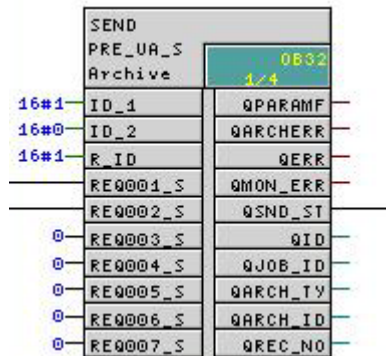 SEND
PRE_UA_S
Archive
OB32
1/4
16#1 ID_1 QPARAMF
16#0 ID_2 QARCHERR
16#1 R_ID QERR
REQ001_S QMON_ERR
REQ002_S QSND_ST
0 REQ003_S QID
0 REQ004_S QJOB_ID
0 REQ005_S QARCH_TY
0 REQ006_S QARCH_ID
0 REQ007_S QREC_NO